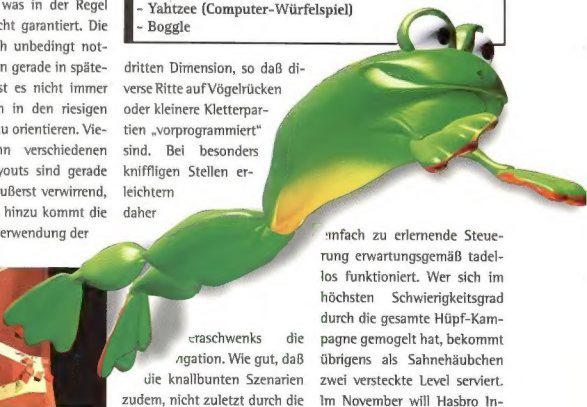 was in der Regel
cht garantiert. Die
h unbedingt not-
n gerade in späte-
st es nicht immer
n in den riesigen
u orientieren. Vie-
nn verschiedenen
youts sind gerade
ußerst verwirrend,
hinzu kommt die
erwendung der
- Yahtzee (Computer-Würfelspiel)
- Boggle
dritten Dimension, so daß di-
verse Ritte auf Vögelrücken
oder kleinere Kletterpar-
tien „vorprogrammiert“
sind. Bei besonders
kniffligen Stellen er-
leichtern
daher
eraschwenks die
igation. Wie gut, daß
die knallbunten Szenarien
zudem, nicht zuletzt durch die
infach zu erlernende Steue-
rung erwartungsgemäß tadel-
los funktioniert. Wer sich im
höchsten Schwierigkeitsgrad
durch die gesamte Hüpf-Kam-
pagne gemogelt hat, bekommt
übrigens als Sahnehäubchen
zwei versteckte Level serviert.
Im November will Hasbro In-